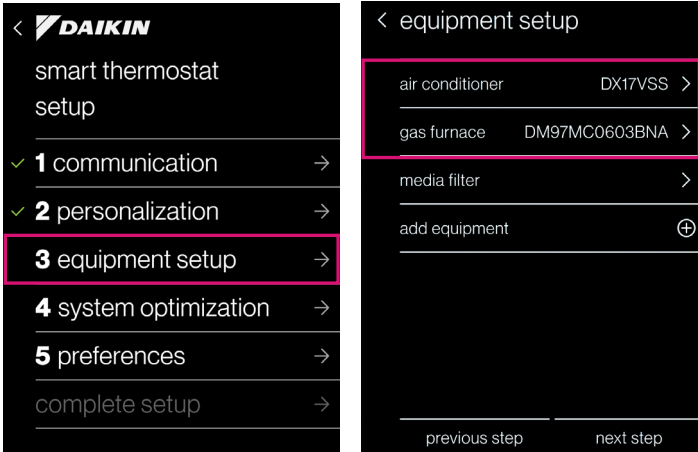 DAIKIN
smart thermostat
setup
1 communication
2 personalization
3 equipment setup
4 system optimization
5 preferences
complete setup
equipment setup
air conditioner DX17VSS
gas furnace DM97MC0603BNA
media filter
add equipment
previous step next step